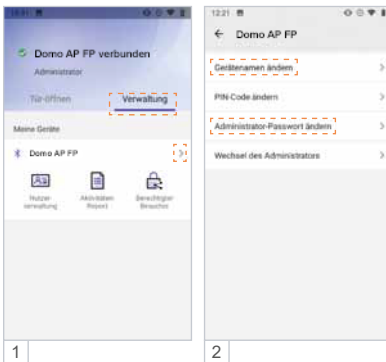 Domo AP FP verbunden
Administrator
Tür-öffnen
Verwaltung
Meine Geräte
Domo AP FP
Nutzer-
verwaltung
Aktivitäten
Report
Berechtigter
Besucher
1
12:21
Domo AP FP
Gerätenamen ändern
PIN-Code ändern
Administrator-Passwort ändern
Wechsel des Administrators
2